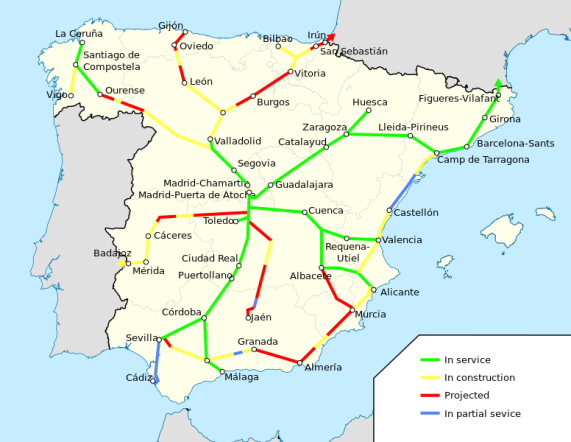 Gijón
La Coruña
Oviedo
Bilbao
Irún
San Sebastián
Santiago de
Compostela
Vigo
Ourense
León
Vitoria
Burgos
Huesca
Figueres-Vilafant
Girona
Zaragoza
Lleida-Pirineus
Barcelona-Sants
Valladolid
Catalayud
Camp de Tarragona
Segovia
Madrid-Chamartín
Guadalajara
Madrid-Puerta de Atocha
Toledo
Cuenca
Castellón
Cáceres
Valencia
Requena-
Utiel
Badajoz
Mérida
Ciudad Real
Puertollano
Albacete
Alicante
Córdoba
Jaén
Murcia
Sevilla
Granada
Almería
Cádiz
Málaga
In service
In construction
Projected
In partial sevice